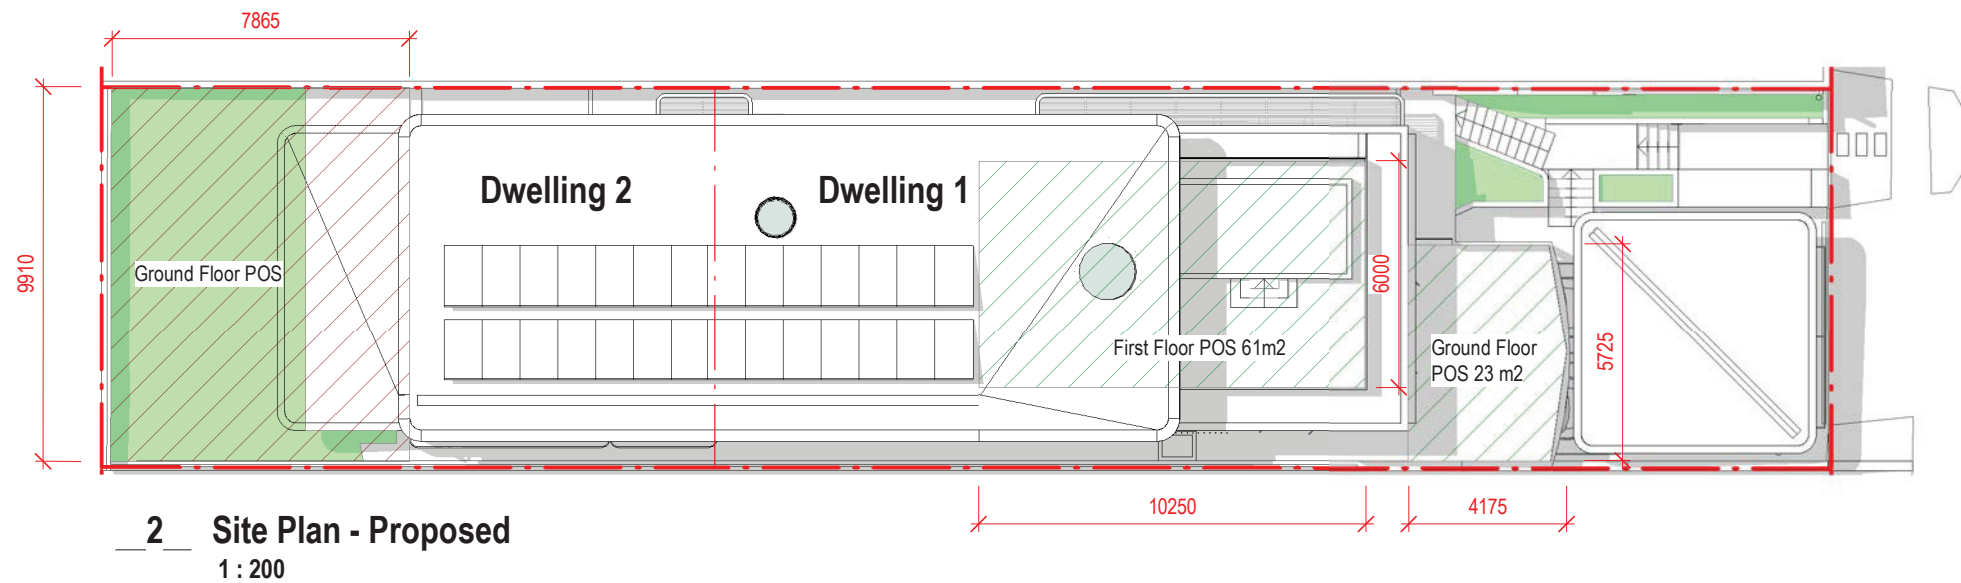 7865
9910
Dwelling 2
Dwelling 1
Ground Floor POS
First Floor POS 61m2
6000
Ground Floor
POS 23 m2
5725
10250
4175
2 Site Plan - Proposed
1 : 200